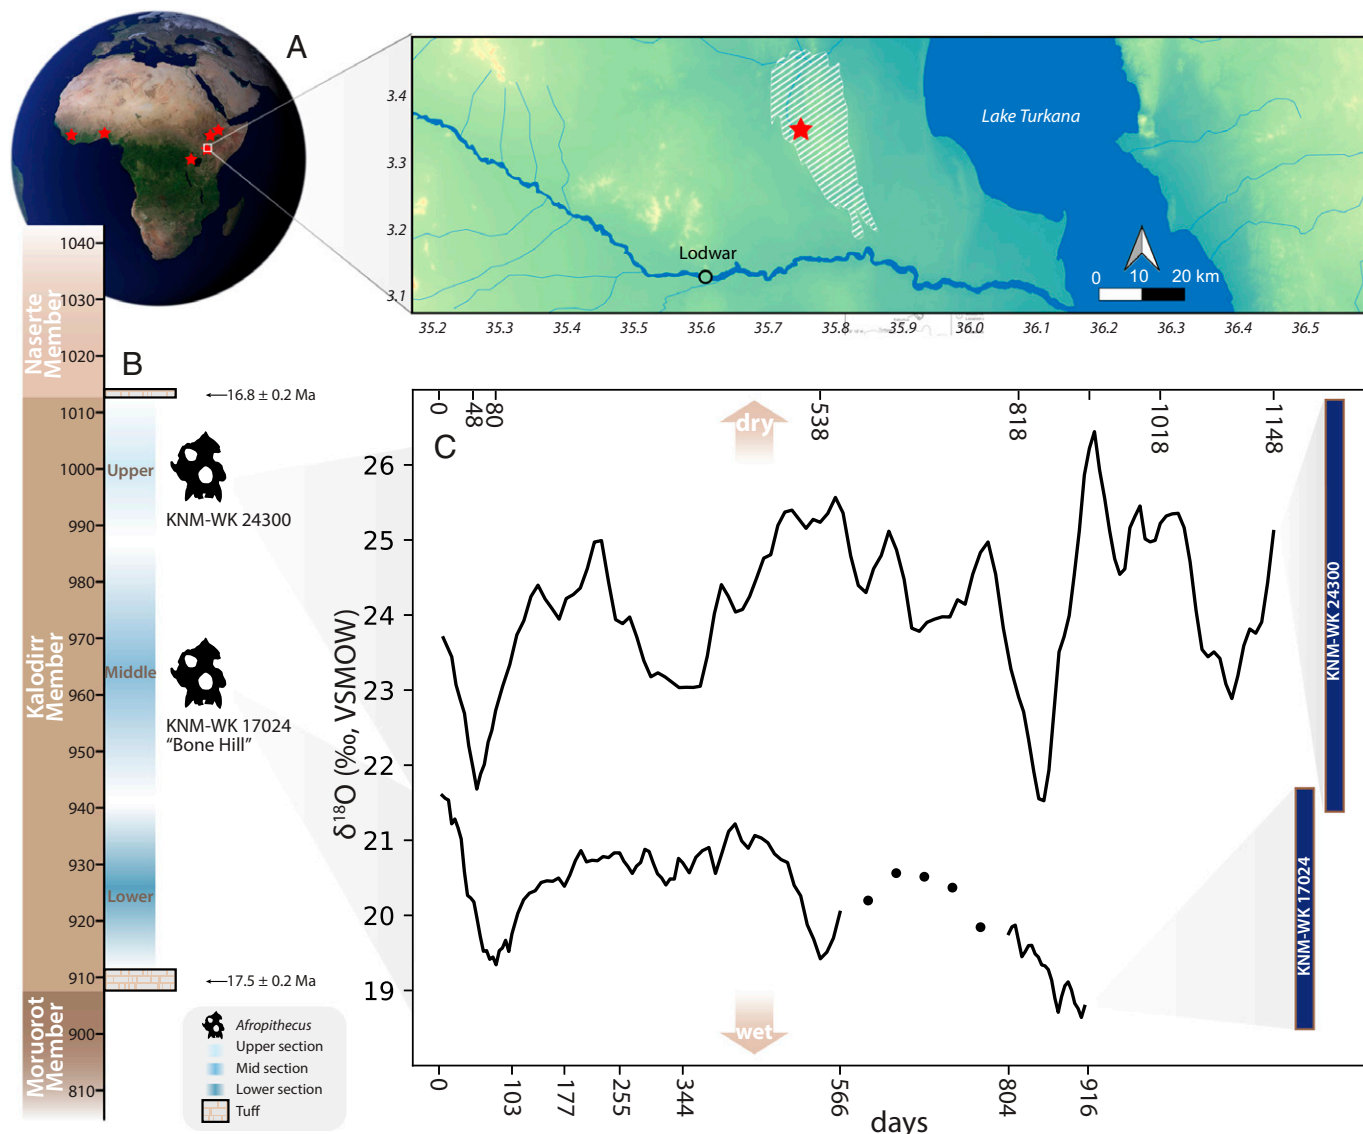 A
3.4
3.3
3.2
3.1
Lake Turkana
Lodwar
0 10 20 km
35.2 35.3 35.4 35.5 35.6 35.7 35.8 35.9 36.0 36.1 36.2 36.3 36.4 36.5
B
Naserte
Member
Kalodirr
Member
Moruorot
Member
1040
1030
1020
1010
1000
990
980
970
960
950
940
930
920
910
900
810
16.8 ± 0.2 Ma
Upper
KNM-WK 24300
Middle
KNM-WK 17024
“Bone Hill”
Lower
17.5 ± 0.2 Ma
Afropithecus
Upper section
Mid section
Lower section
Tuff
C
0 48 80 538 818 1018 1148
dry
δ¹⁸O (‰, VSMOW)
26
25
24
23
22
21
20
19
wet
0 103 177 255 344 566 804 916
days
KNM-WK 24300
KNM-WK 17024